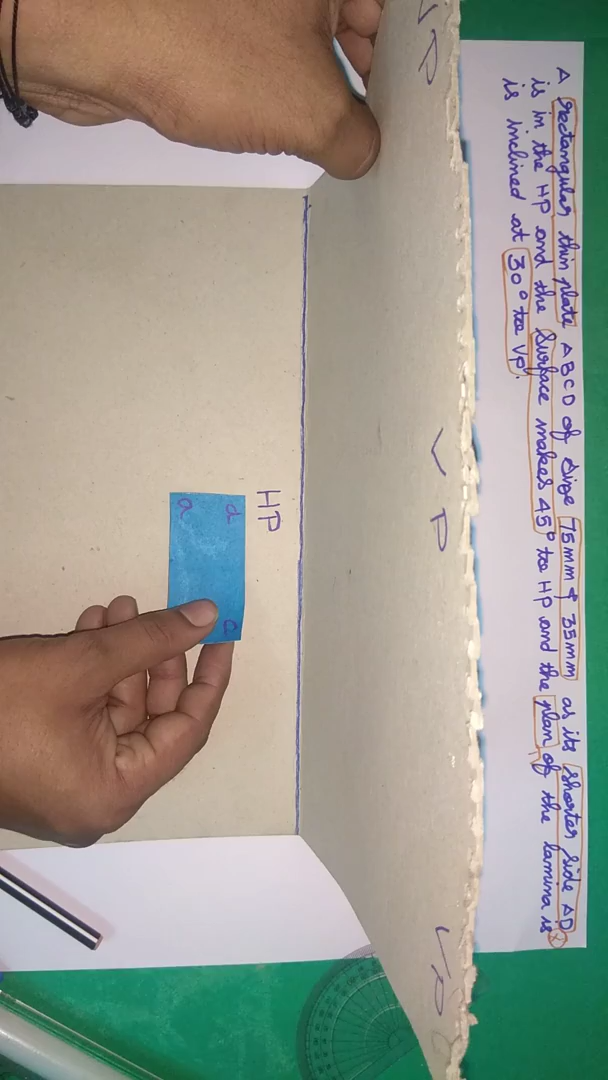 A rectangular thin plate ABCD of size 75mm & 35mm as its shorter side AD
is in the HP and the surface makes 45° to HP and the plan of the lamina is
is inclined at 30° to VP.
VP
VP
VP
HP
d
c
a